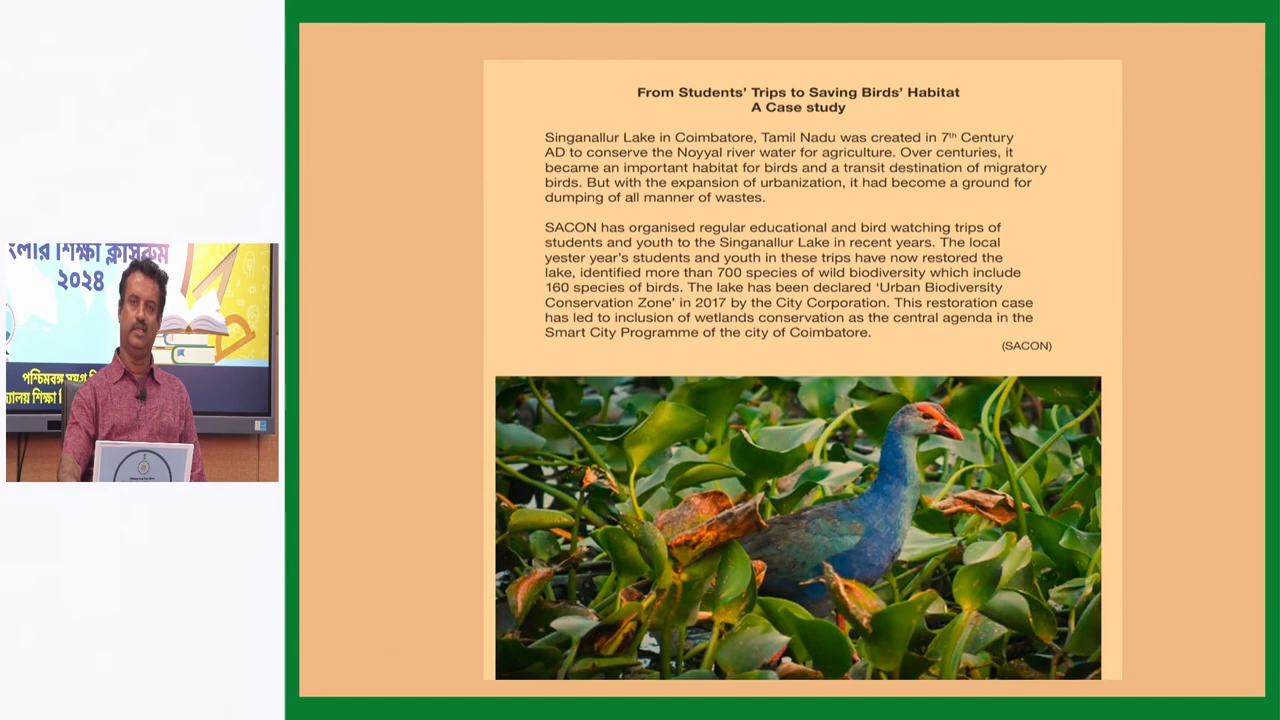 From Students' Trips to Saving Birds' Habitat
A Case study
Singanallur Lake in Coimbatore, Tamil Nadu was created in 7th Century
AD to conserve the Noyyal river water for agriculture. Over centuries, it
became an important habitat for birds and a transit destination of migratory
birds. But with the expansion of urbanization, it had become a ground for
dumping of all manner of wastes.
SACON has organised regular educational and bird watching trips of
students and youth to the Singanallur Lake in recent years. The local
yester year's students and youth in these trips have now restored the
lake, identified more than 700 species of wild biodiversity which include
160 species of birds. The lake has been declared 'Urban Biodiversity
Conservation Zone' in 2017 by the City Corporation. This restoration case
has led to inclusion of wetlands conservation as the central agenda in the
Smart City Programme of the city of Coimbatore.
(SACON)
শিক্ষা ক্লাসরুম
২০২৪
পশ্চিমবঙ্গ
শিক্ষা